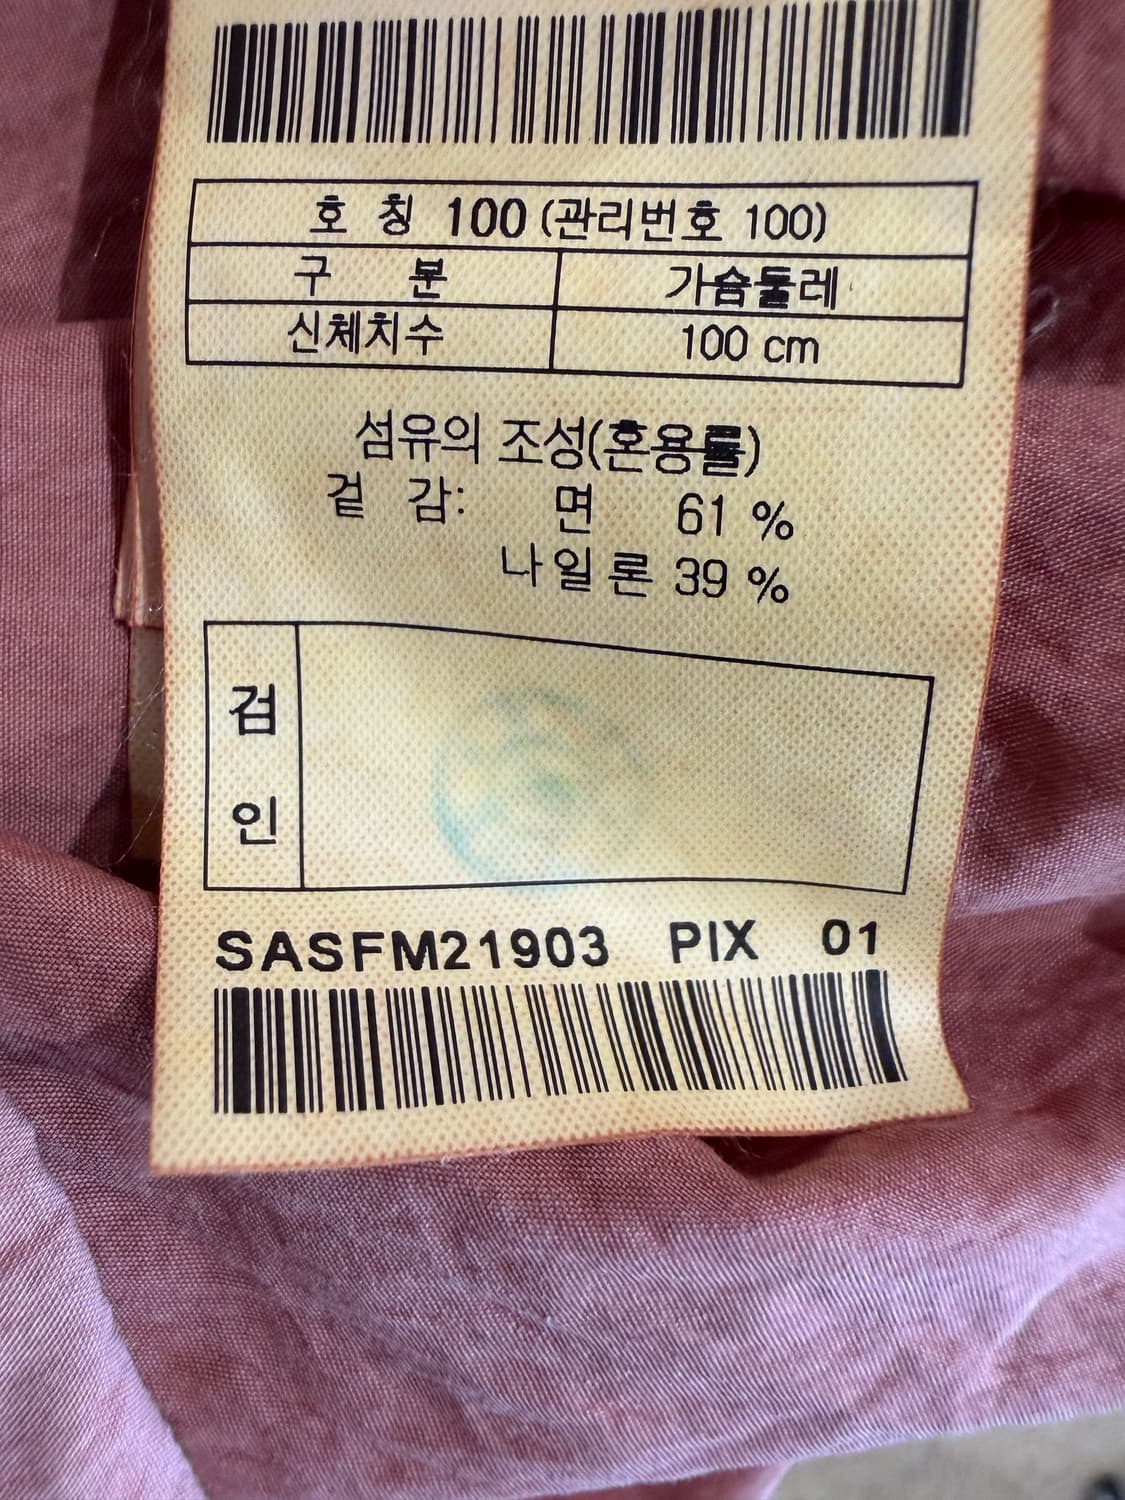 호 칭 100 (관리번호 100)
구 분 가슴둘레
신체치수 100 cm
섬유의 조성(혼용률)
겉 감: 면 61 %
나일론 39 %
검
인
SASFM21903 PIX 01